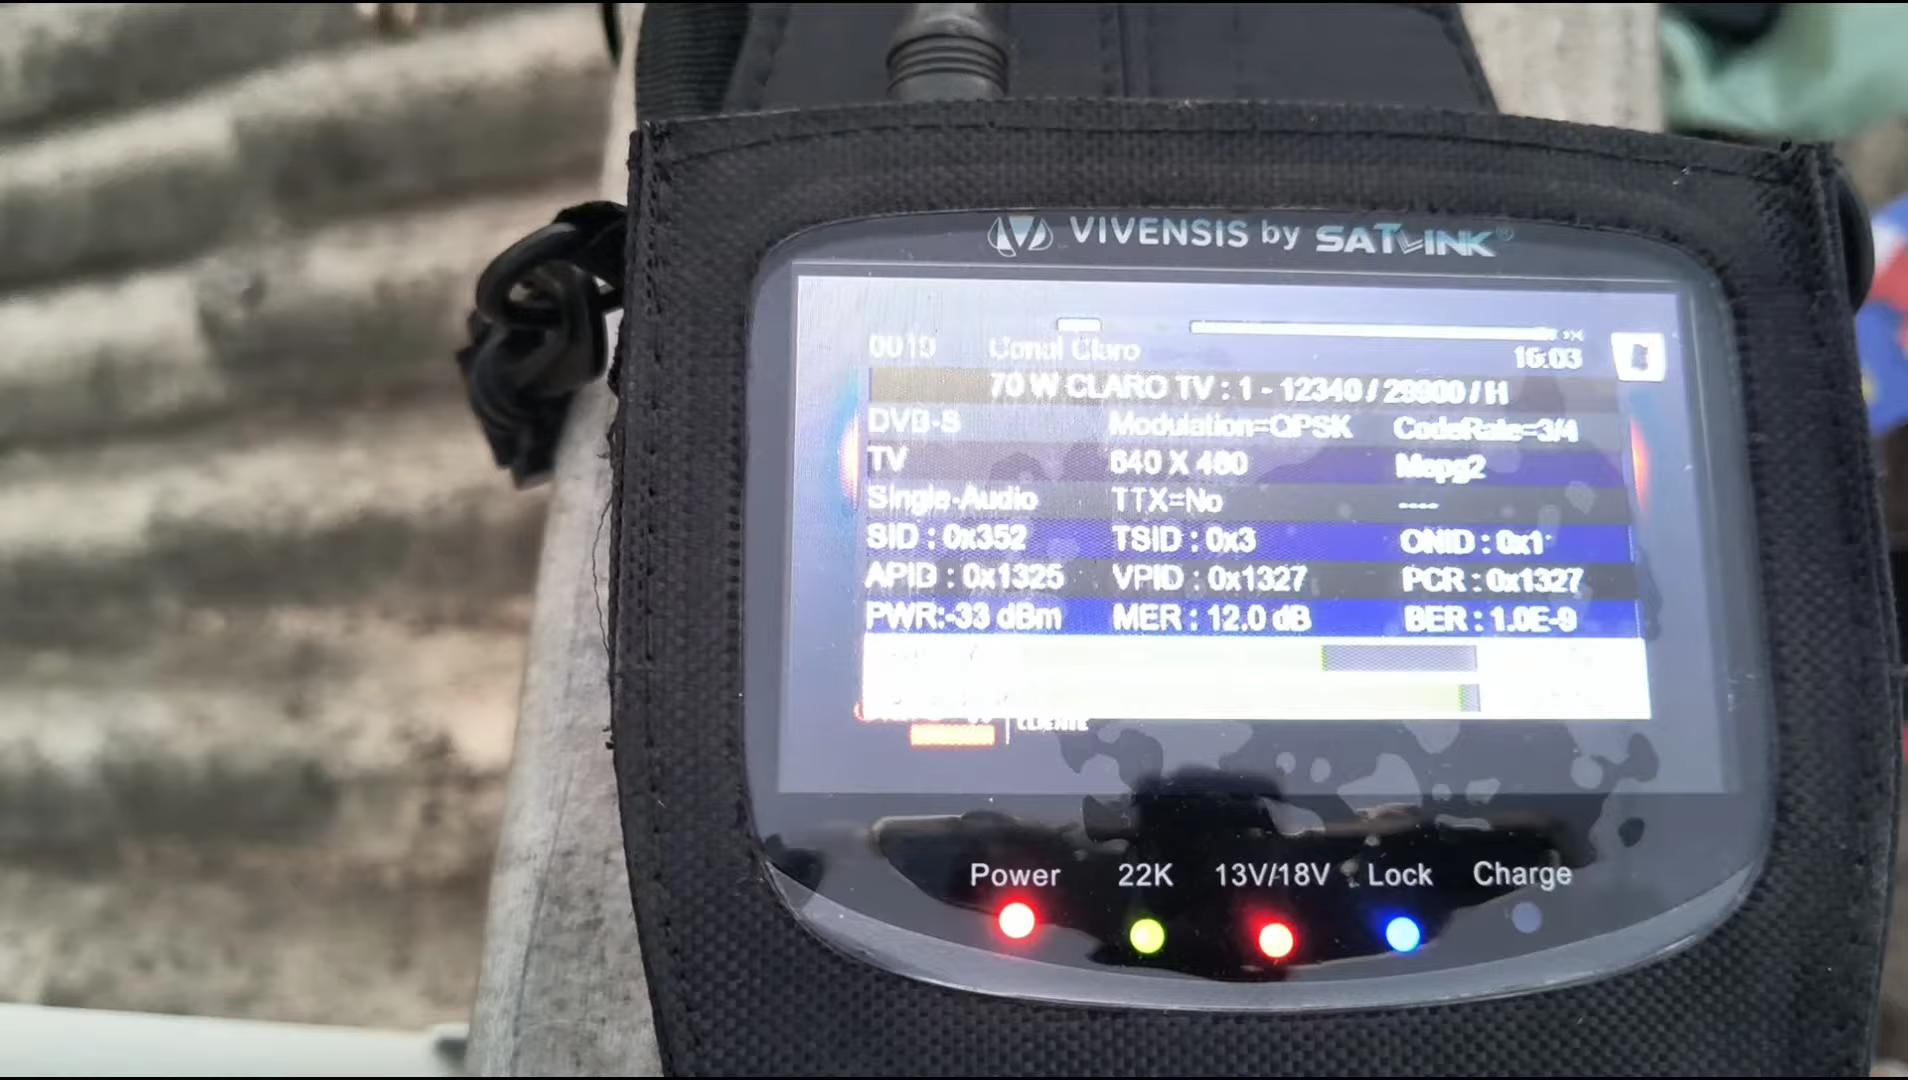 VIVENSIS by SATLINK®
Canal Claro
16:03
70 W CLARO TV : 1 - 12340 / 29900 / H
DVB-S Modulation=QPSK CodeRate=3/4
TV 640 X 480 Mepg2
Single-Audio TTX=No ----
SID : 0x352 TSID : 0x3 ONID : 0x1
APID : 0x1325 VPID : 0x1327 PCR : 0x1327
PWR:-33 dBm MER : 12.0 dB BER : 1.0E-9
CLIENTE
Power 22K 13V/18V Lock Charge